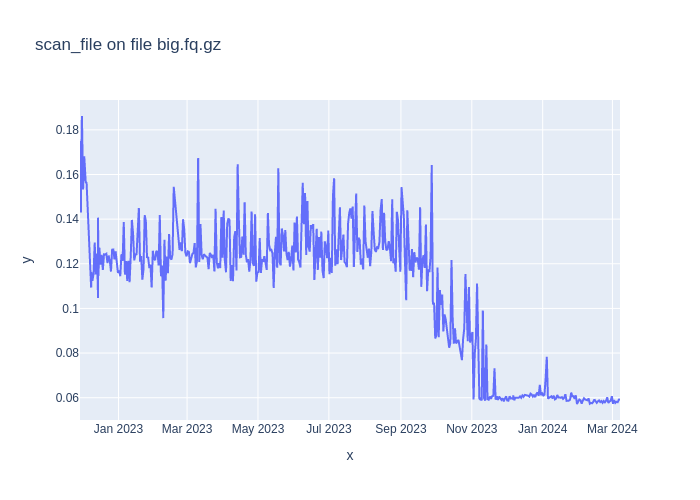 scan_file on file big.fq.gz
0.18
0.16
0.14
0.12
0.1
0.08
0.06
y
Jan 2023
Mar 2023
May 2023
Jul 2023
Sep 2023
Nov 2023
Jan 2024
Mar 2024
x